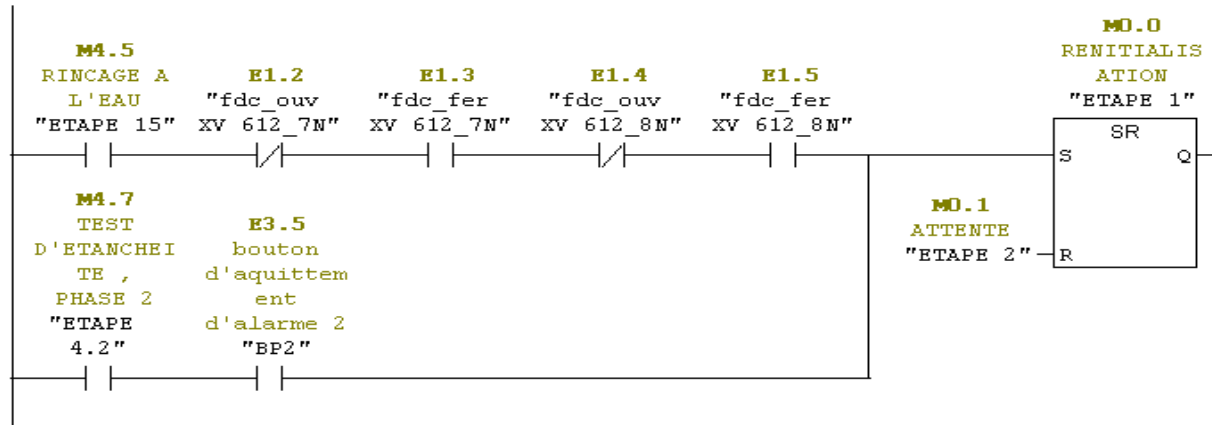 M4.5
RINCAGE A
L'EAU
"ETAPE 15"
E1.2
"fdc_ouv
XV 612_7N"
E1.3
"fdc_fer
XV 612_7N"
E1.4
"fdc_ouv
XV 612_8N"
E1.5
"fdc_fer
XV 612_8N"
M0.0
RENITIALIS
ATION
"ETAPE 1"
SR
S
Q
M0.1
ATTENTE
"ETAPE 2"
R
M4.7
TEST
D'ETANCHEI
TE ,
PHASE 2
"ETAPE
4.2"
E3.5
bouton
d'aquittem
ent
d'alarme 2
"BP2"